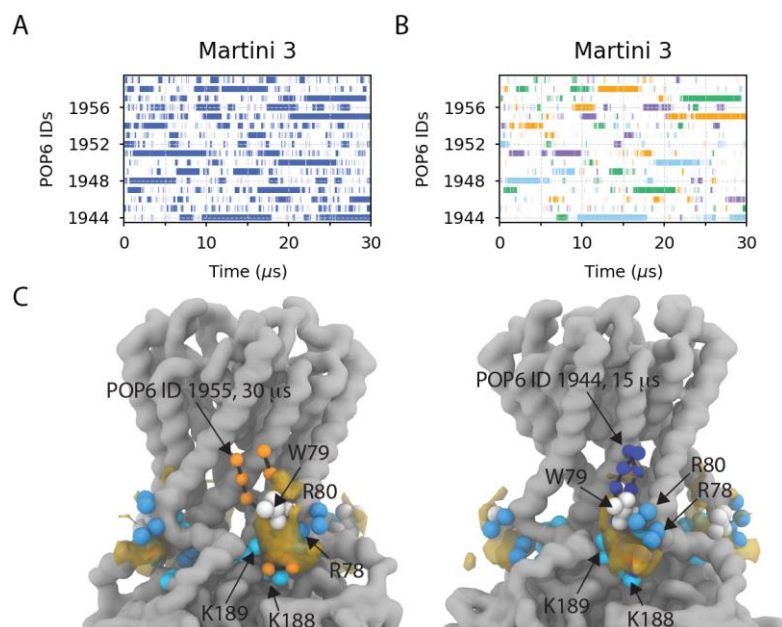 A
B
Martini 3
Martini 3
POP6 IDs
1956
1952
1948
1944
0
10
20
30
Time (μs)
POP6 IDs
1956
1952
1948
1944
0
10
20
30
Time (μs)
C
POP6 ID 1955, 30 μs
W79
R80
R78
K189
K188
POP6 ID 1944, 15 μs
W79
R80
R78
K189
K188